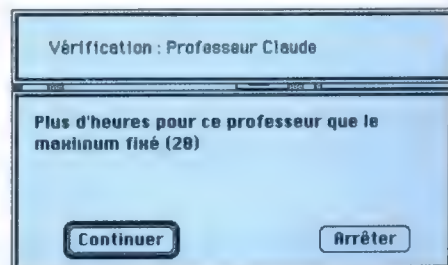 Vérification : Professeur Claude
Plus d'heures pour ce professeur que le
maximum fixé (28)
Continuer
Arrêter